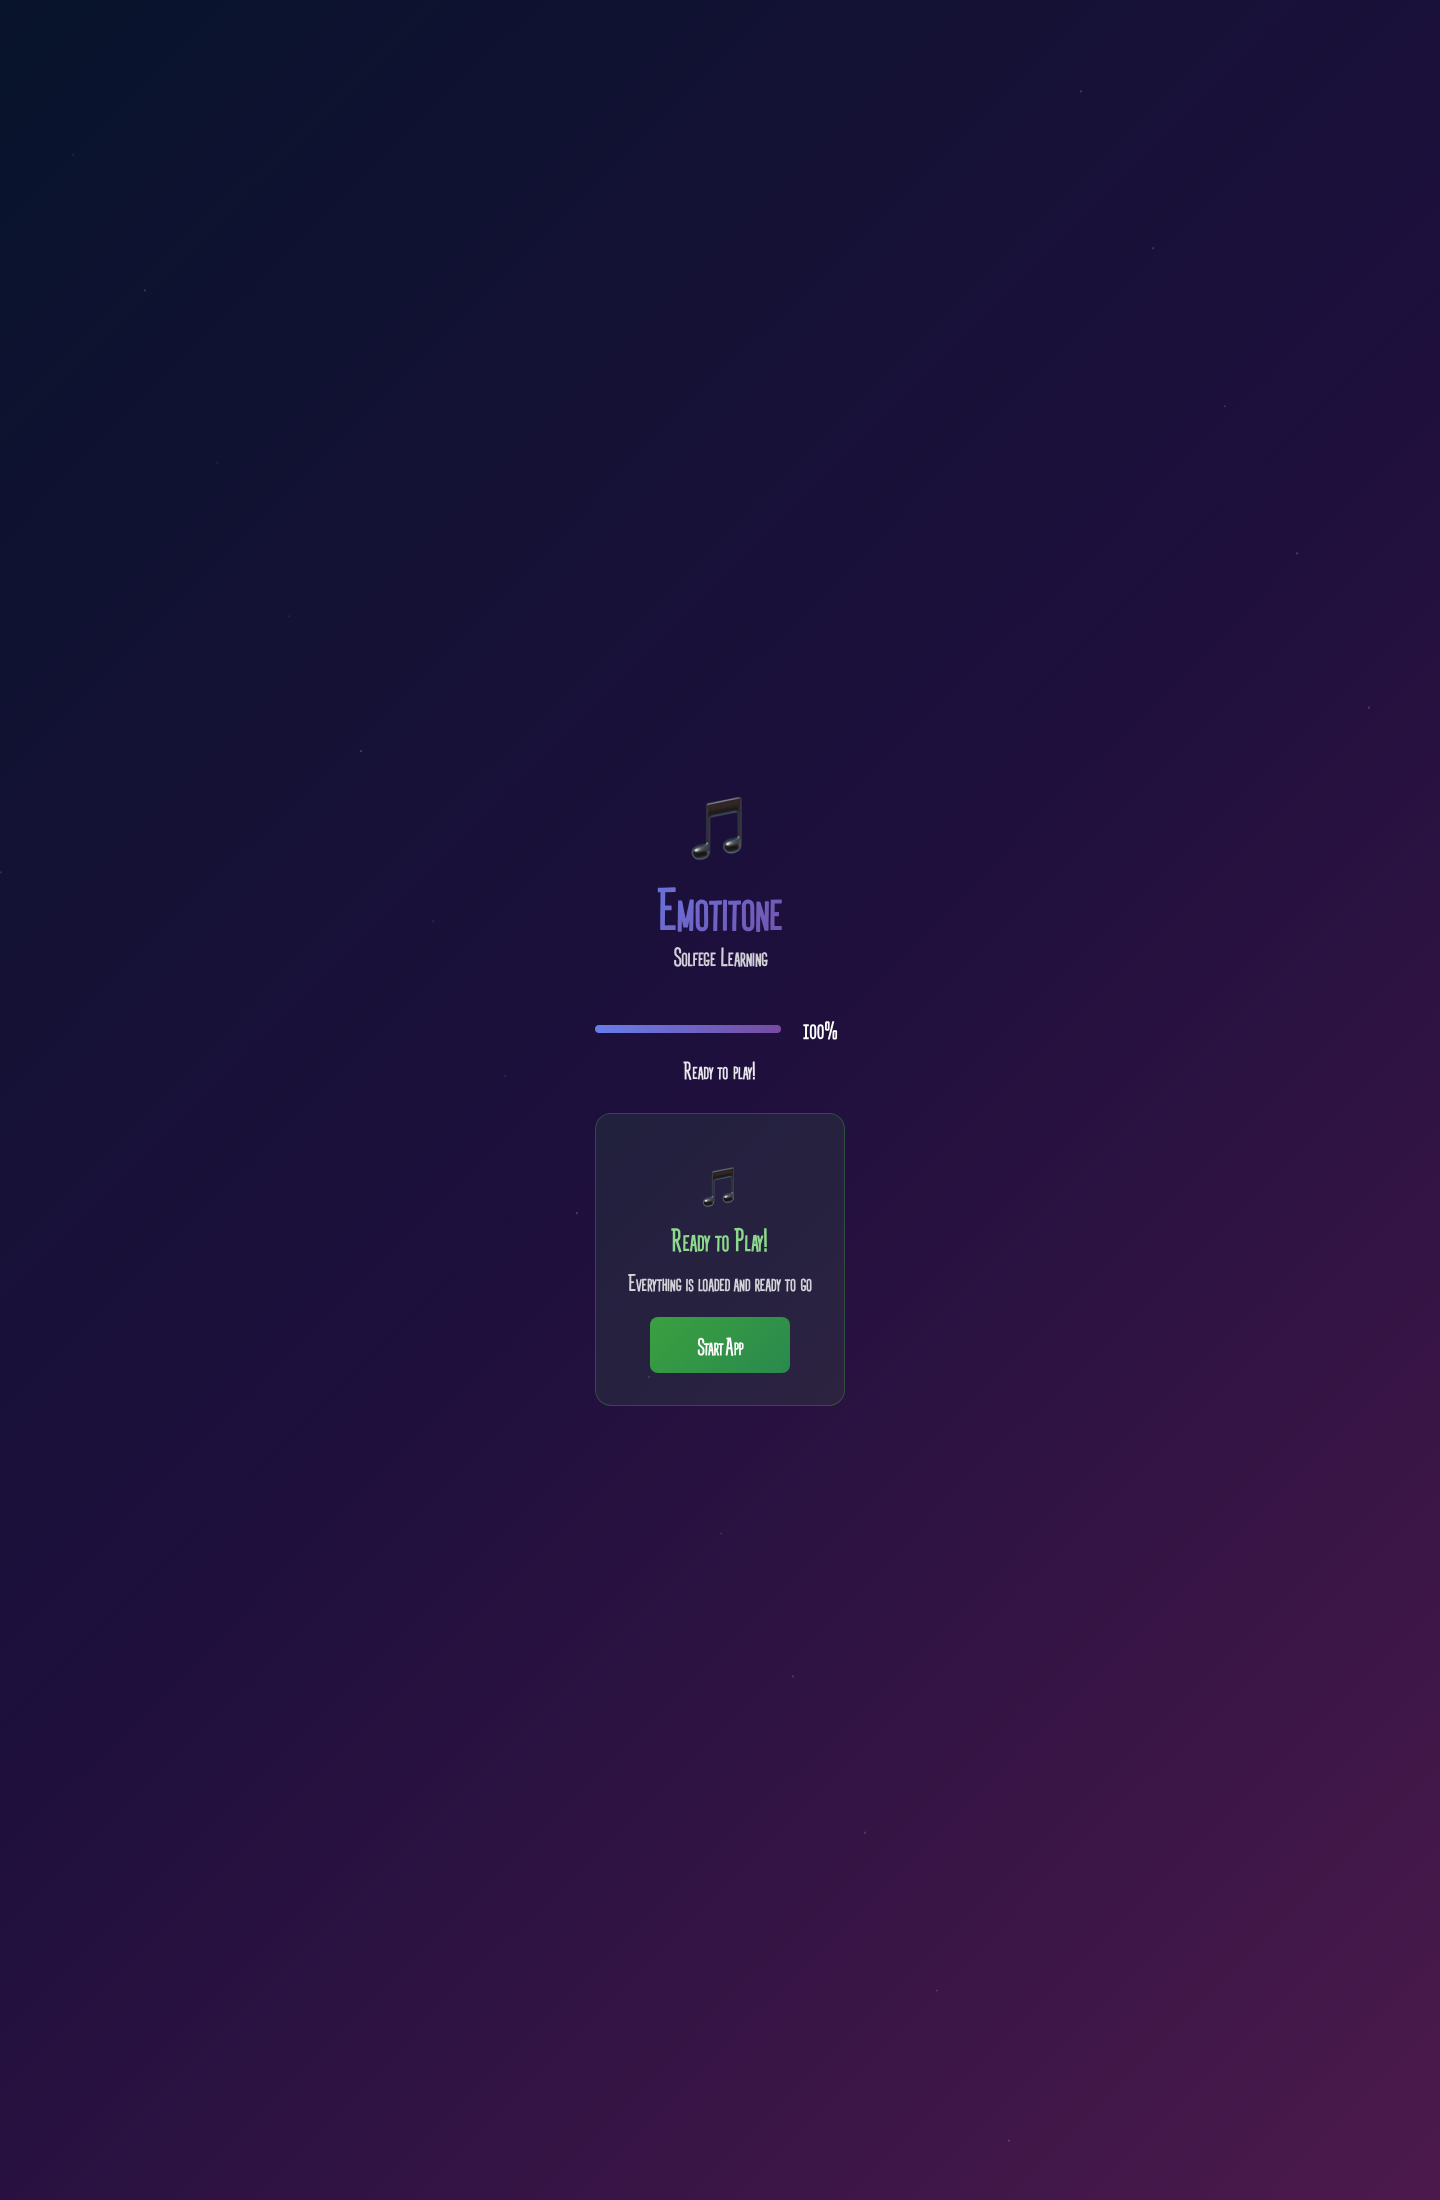 Emotitone
Solfege Learning
100%
Ready to play!
Ready to Play!
Everything is loaded and ready to go
Start App